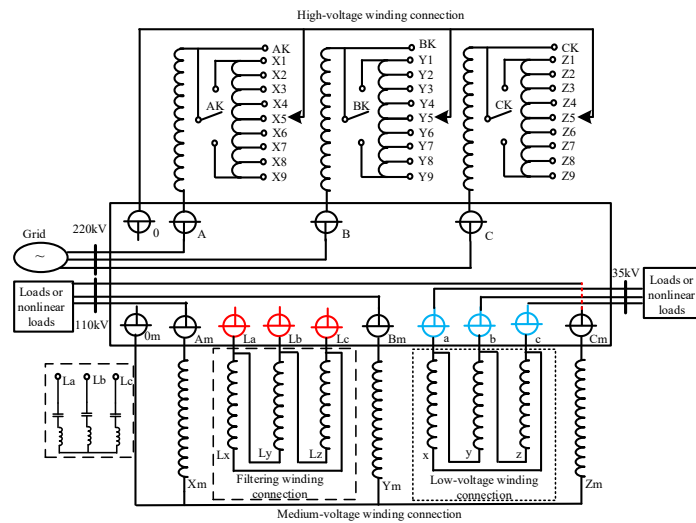 High-voltage winding connection
AK
X1
X2
X3
X4
X5
X6
X7
X8
X9
AK
BK
Y1
Y2
Y3
Y4
Y5
Y6
Y7
Y8
Y9
BK
CK
Z1
Z2
Z3
Z4
Z5
Z6
Z7
Z8
Z9
CK
0
A
B
C
220kV
Grid
~
Loads or
nonlinear
loads
110kV
35kV
Loads or
nonlinear
loads
0m
Am
La
Lb
Lc
Bm
a
b
c
Cm
La
Lb
Lc
Lx
Ly
Lz
x
y
z
Xm
Ym
Zm
Filtering winding
connection
Low-voltage winding
connection
Medium-voltage winding connection